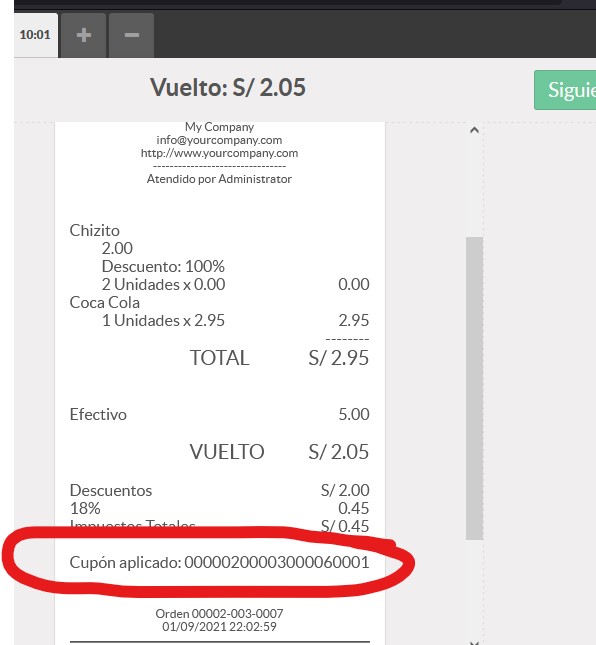 10:01
Vuelto: S/ 2.05
My Company
info@yourcompany.com
http://www.yourcompany.com
--------------------------------
Atendido por Administrator
Chizito
2.00
Descuento: 100%
2 Unidades x 0.00 0.00
Coca Cola
1 Unidades x 2.95 2.95
--------
TOTAL S/ 2.95
Efectivo 5.00
VUELTO S/ 2.05
Descuentos S/ 2.00
18% 0.45
Impuestos Totales S/ 0.45
Cupón aplicado: 00000200003000060001
Orden 00002-003-0007
01/09/2021 22:02:59